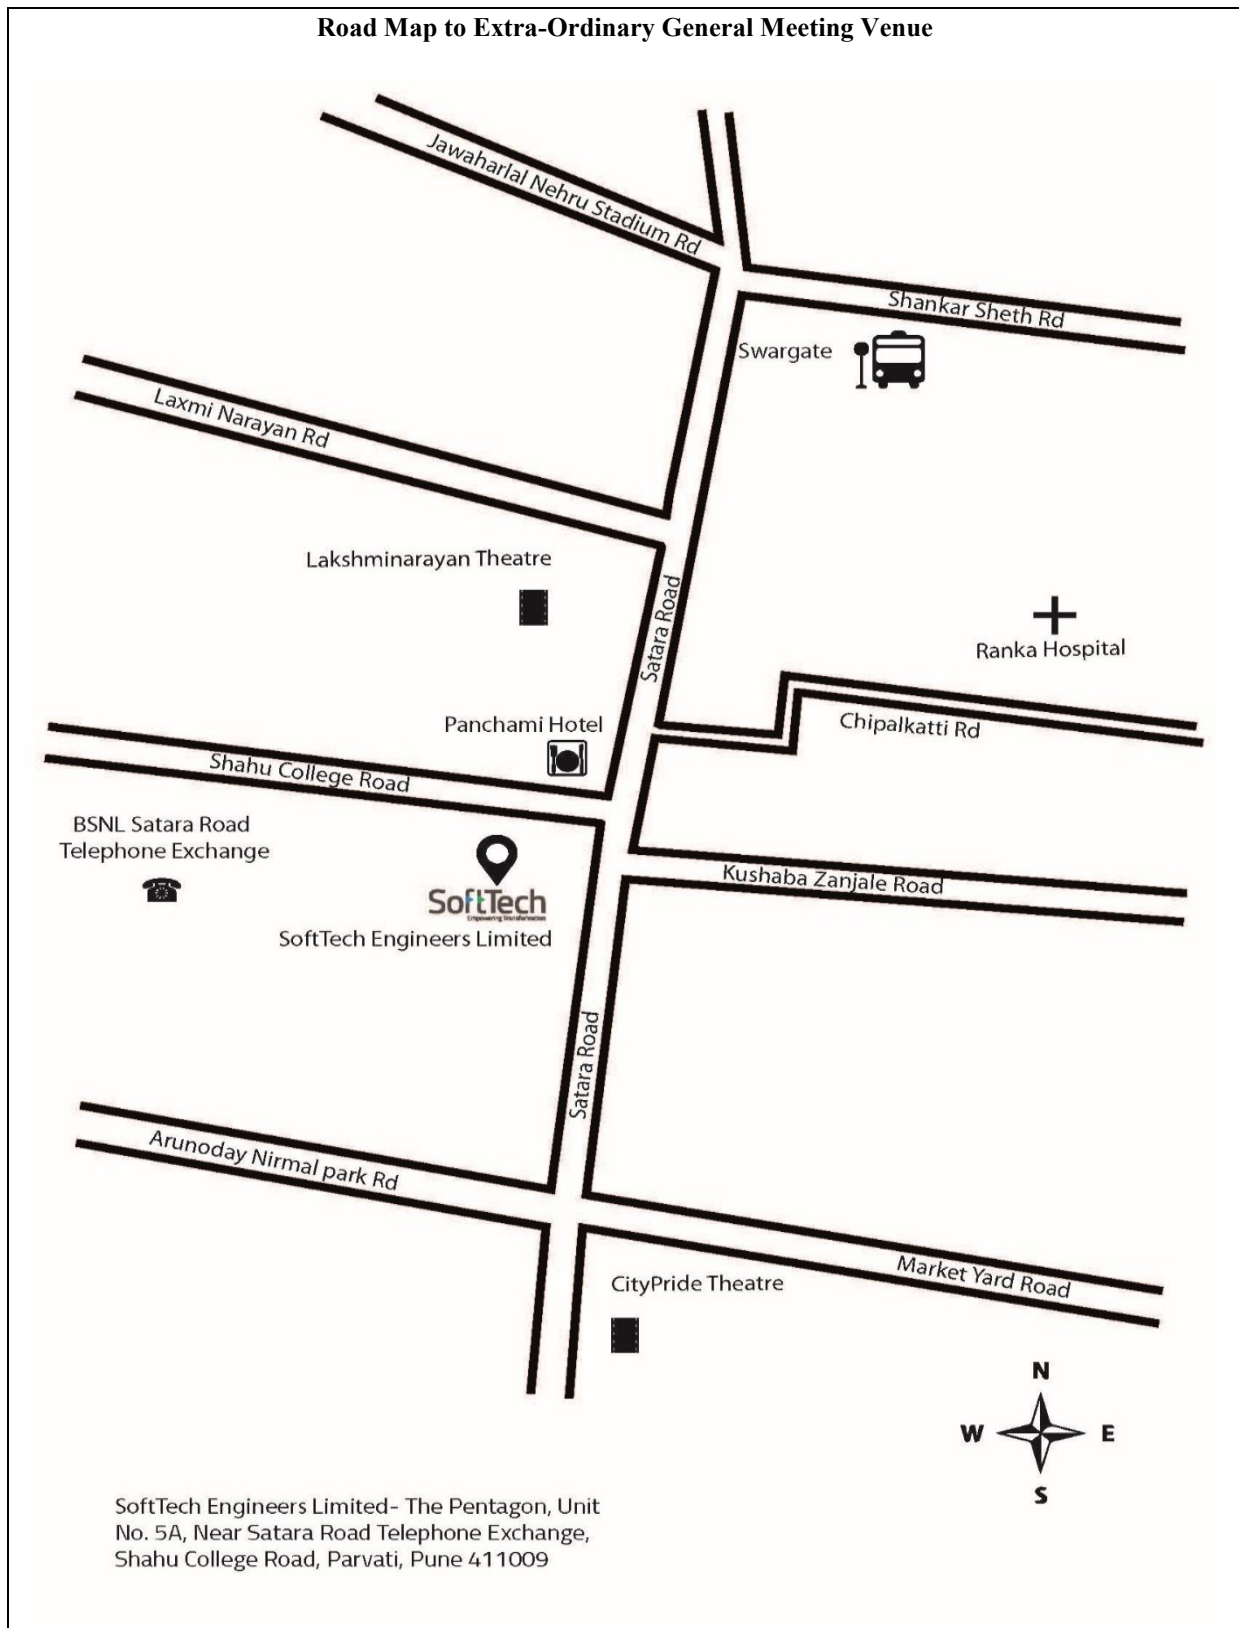 Road Map to Extra-Ordinary General Meeting Venue
Jawaharlal Nehru Stadium Rd
Shankar Sheth Rd
Swargate
Laxmi Narayan Rd
Lakshminarayan Theatre
Satara Road
Ranka Hospital
Panchami Hotel
Chipalkatti Rd
Shahu College Road
BSNL Satara Road
Telephone Exchange
Kushaba Zanjale Road
SoftTech
Empowering Transformation
SoftTech Engineers Limited
Satara Road
Arunoday Nirmal park Rd
Market Yard Road
CityPride Theatre
N
W
E
S
SoftTech Engineers Limited- The Pentagon, Unit
No. 5A, Near Satara Road Telephone Exchange,
Shahu College Road, Parvati, Pune 411009